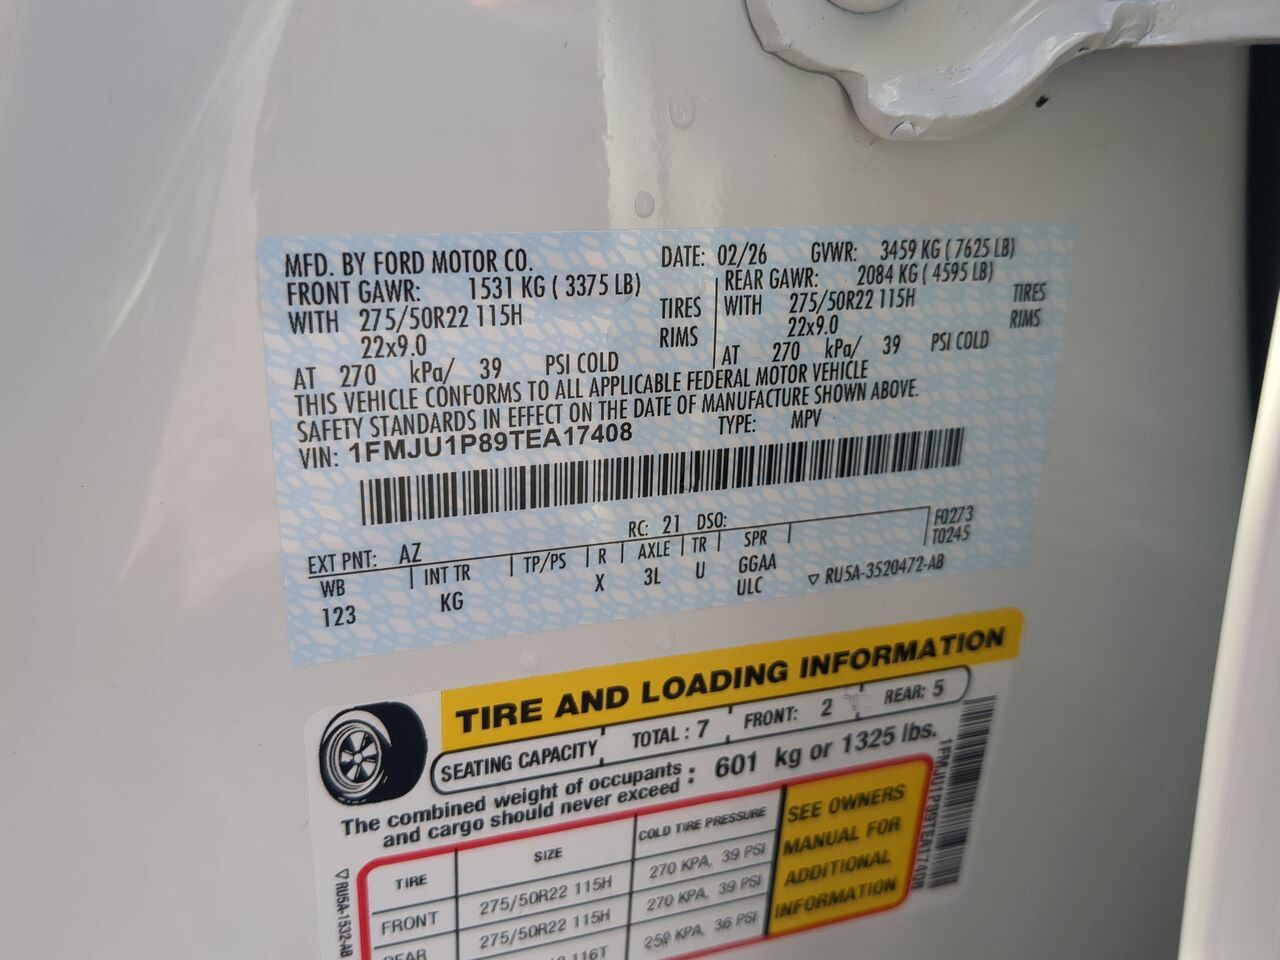 MFD. BY FORD MOTOR CO. DATE: 02/26 GVWR: 3459 KG ( 7625 LB)
FRONT GAWR: 1531 KG ( 3375 LB) REAR GAWR: 2084 KG ( 4595 LB)
WITH 275/50R22 115H TIRES WITH 275/50R22 115H TIRES
22x9.0 RIMS 22x9.0 RIMS
AT 270 kPa/ 39 PSI COLD AT 270 kPa/ 39 PSI COLD
THIS VEHICLE CONFORMS TO ALL APPLICABLE FEDERAL MOTOR VEHICLE
SAFETY STANDARDS IN EFFECT ON THE DATE OF MANUFACTURE SHOWN ABOVE.
VIN: 1FMJU1P89TEA17408 TYPE: MPV
RC: 21 DSO: F0273
EXT PNT: AZ T0245
WB INT TR TP/PS R AXLE TR SPR
123 KG X 3L U GGAA
ULC ▽ RU5A-3520472-AB
TIRE AND LOADING INFORMATION
SEATING CAPACITY TOTAL : 7 FRONT: 2 REAR: 5
The combined weight of occupants and cargo should never exceed : 601 kg or 1325 lbs.
TIRE SIZE COLD TIRE PRESSURE
FRONT 275/50R22 115H 270 KPA, 39 PSI
REAR 275/50R22 115H 270 KPA, 39 PSI
116T 250 KPA, 36 PSI
SEE OWNERS
MANUAL FOR
ADDITIONAL
INFORMATION
1FMJU1P89TEA17408
▽ RU5A-1532-AB